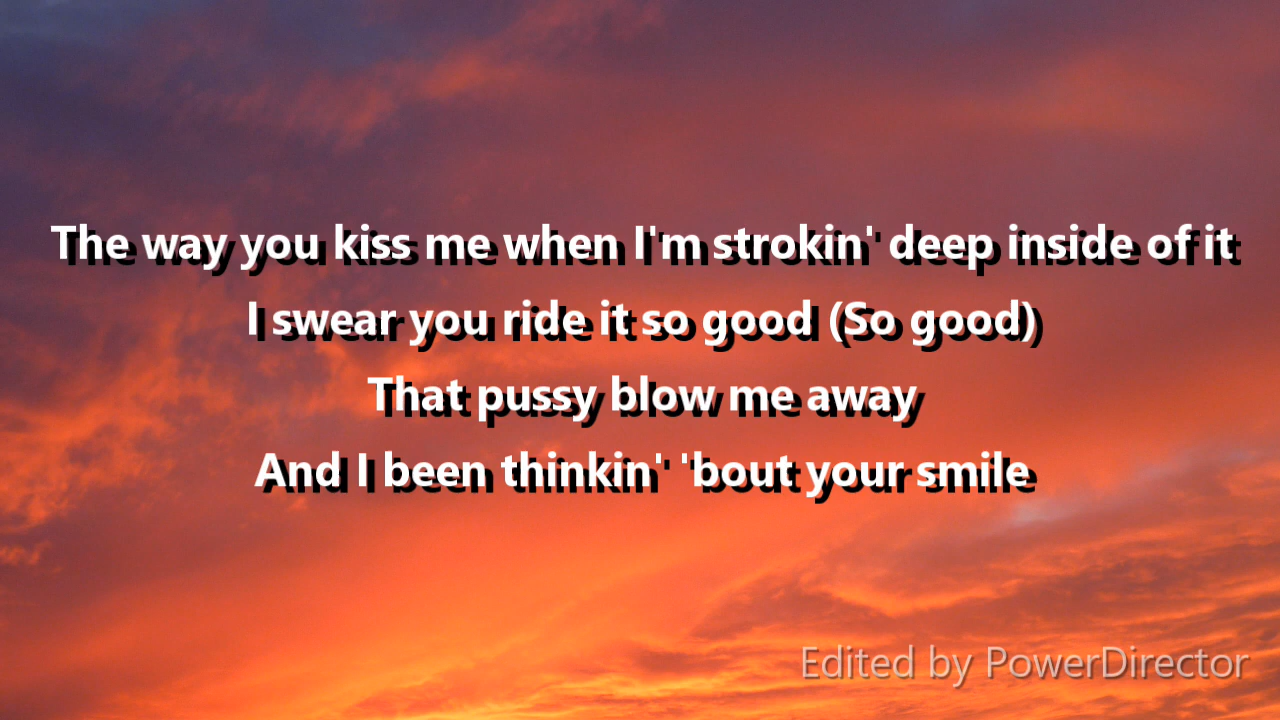 The way you kiss me when I'm strokin' deep inside of it
I swear you ride it so good (So good)
That pussy blow me away
And I been thinkin' 'bout your smile
Edited by PowerDirector